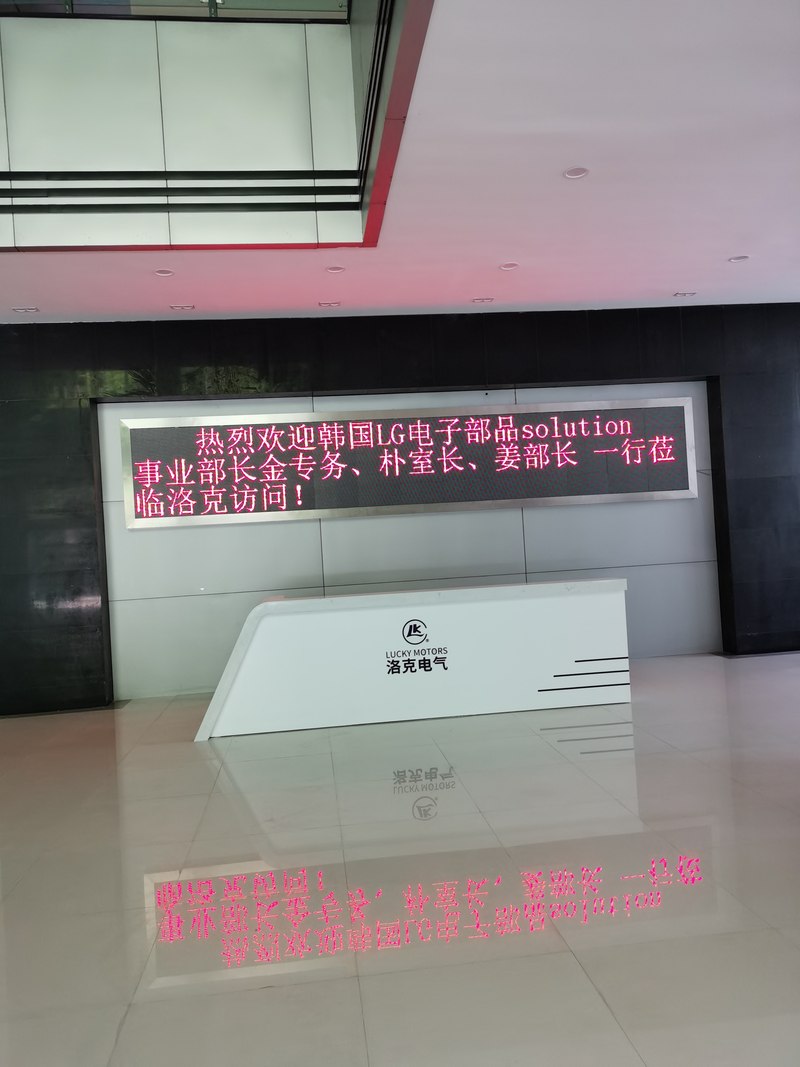 热烈欢迎韩国LG电子部品solution
事业部长金专务、朴室长、姜部长 一行莅
临洛克访问!
LK
LUCKY MOTORS
洛克电气